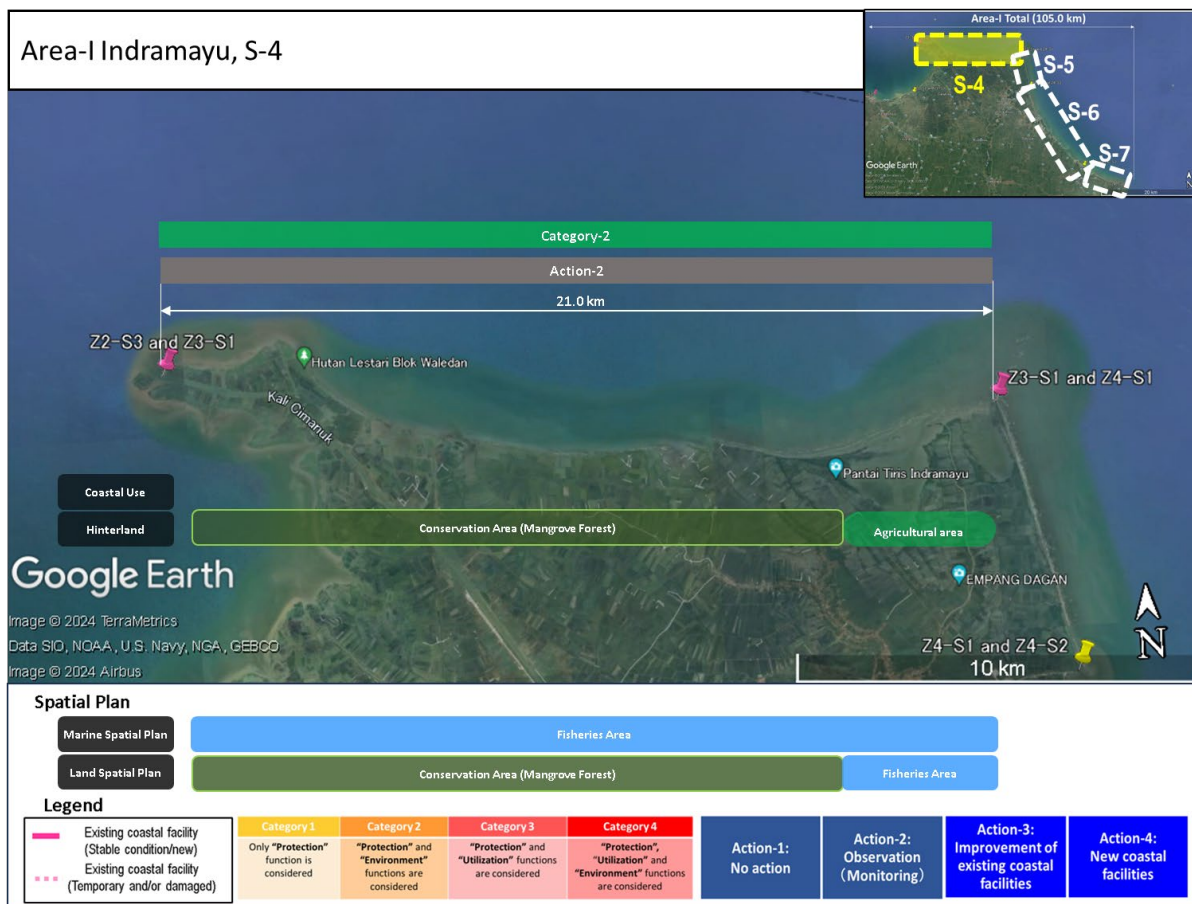 Area-I Indramayu, S-4
Area-I Total (105.0 km)
S-4
S-5
S-6
S-7
Google Earth
20 km
N
Category-2
Action-2
21.0 km
Z2-S3 and Z3-S1
Hutan Lestari Blok Waledan
Kali Cimanuk
Z3-S1 and Z4-S1
Pantai Tiris Indramayu
Coastal Use
Hinterland
Conservation Area (Mangrove Forest)
Agricultural area
Google Earth
EMPANG DAGAN
Image © 2024 TerraMetrics
Data SIO, NOAA, U.S. Navy, NGA, GEBCO
Image © 2024 Airbus
Z4-S1 and Z4-S2
10 km
N
Spatial Plan
Marine Spatial Plan
Fisheries Area
Land Spatial Plan
Conservation Area (Mangrove Forest)
Fisheries Area
Legend
Existing coastal facility
(Stable condition/new)
Existing coastal facility
(Temporary and/or damaged)
Category 1
Only "Protection"
function is
considered
Category 2
"Protection" and
"Environment"
functions are
considered
Category 3
"Protection" and
"Utilization" functions
are considered
Category 4
"Protection",
"Utilization" and
"Environment" functions
are considered
Action-1:
No action
Action-2:
Observation
(Monitoring)
Action-3:
Improvement of
existing coastal
facilities
Action-4:
New coastal
facilities